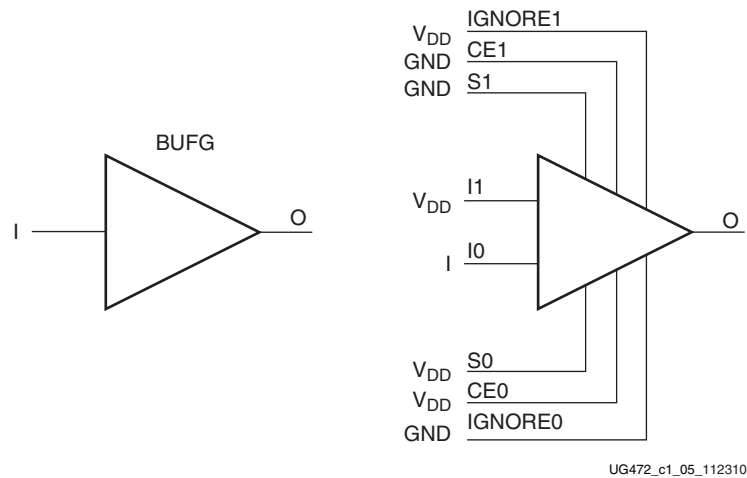 BUFG
I
O
VDD IGNORE1
GND CE1
GND S1
VDD I1
I I0
O
VDD S0
VDD CE0
GND IGNORE0
UG472_c1_05_112310